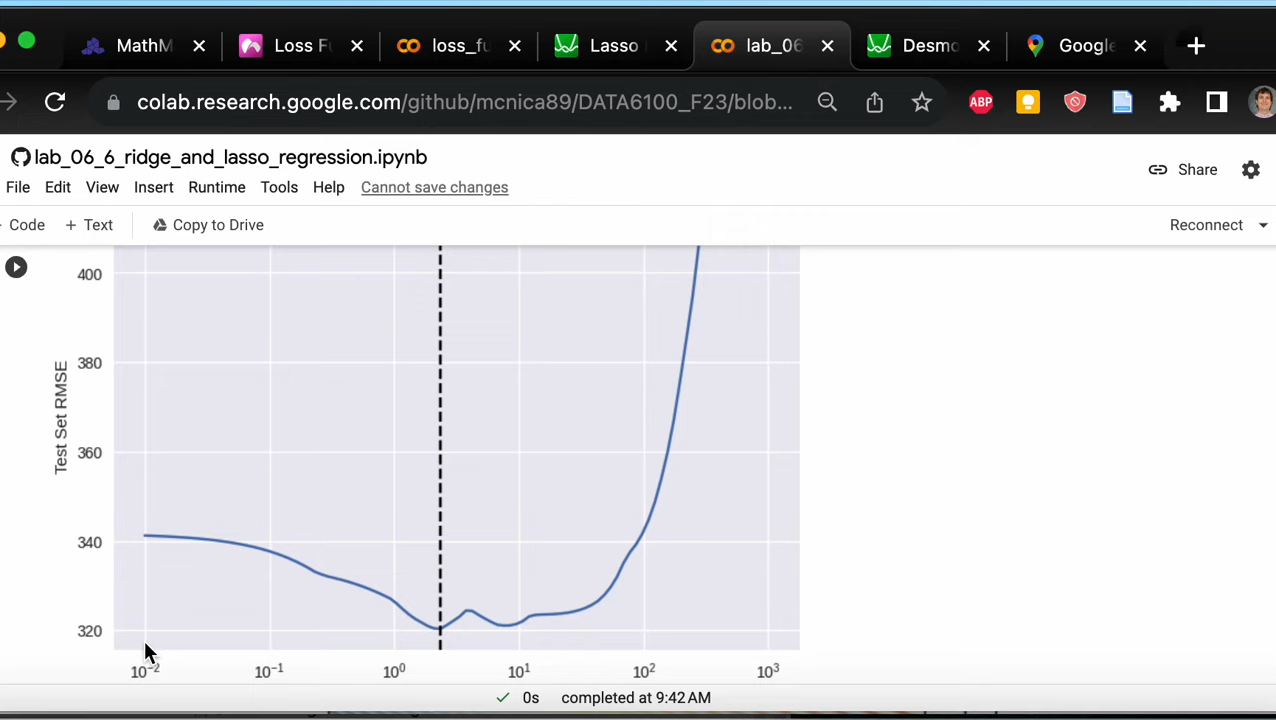 MathM
Loss Fu
loss_fu
Lasso
lab_06
Desmo
Google
colab.research.google.com/github/mcnica89/DATA6100_F23/blob...
ABP
lab_06_6_ridge_and_lasso_regression.ipynb
Share
File Edit View Insert Runtime Tools Help Cannot save changes
Code + Text Copy to Drive Reconnect
400
380
360
340
320
Test Set RMSE
10⁻² 10⁻¹ 10⁰ 10¹ 10² 10³
0s completed at 9:42 AM